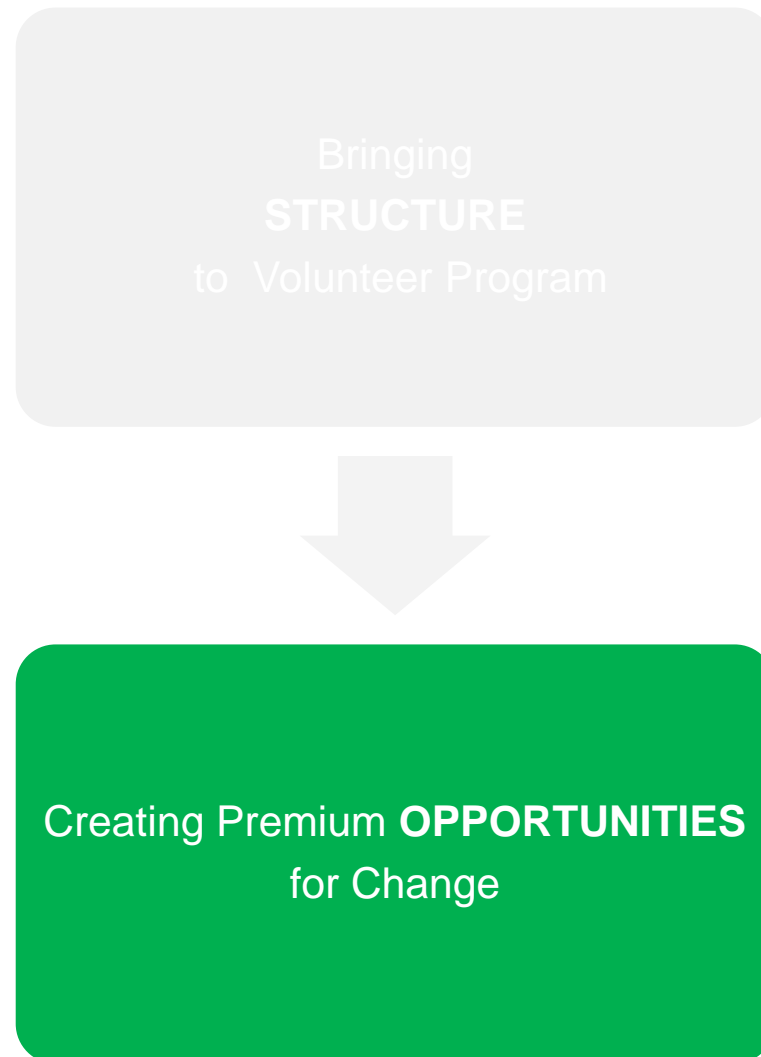 Bringing
STRUCTURE
to  Volunteer Program
Creating Premium OPPORTUNITIES
for Change